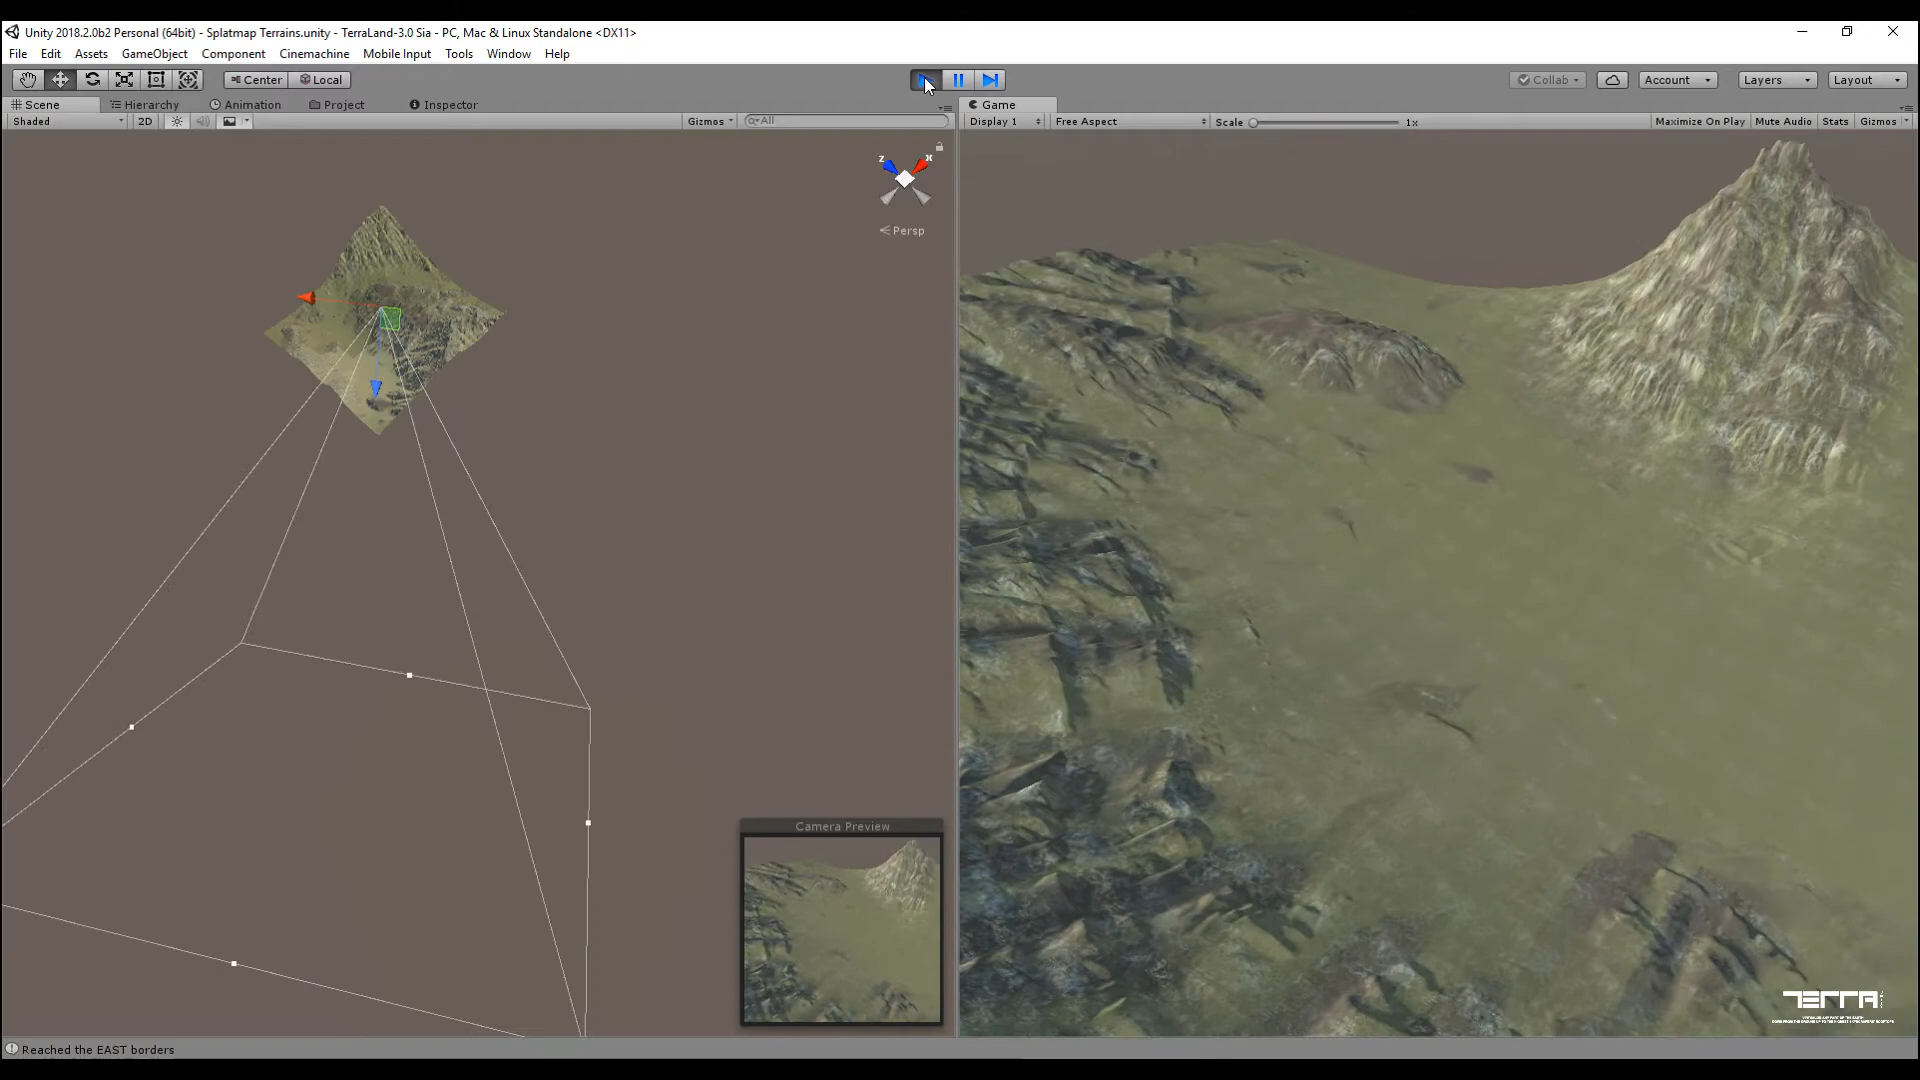 Unity 2018.2.0b2 Personal (64bit) - Splatmap Terrains.unity - TerraLand-3.0 Sia - PC, Mac & Linux Standalone <DX11>
File Edit Assets GameObject Component Cinemachine Mobile Input Tools Window Help
Center Local Collab Account Layers Layout
Scene Hierarchy Animation Project Inspector Game
Shaded 2D Gizmos All Display 1 Free Aspect Scale 1x Maximize On Play Mute Audio Stats Gizmos
z x
Persp
Camera Preview
TERRA
Reached the EAST borders